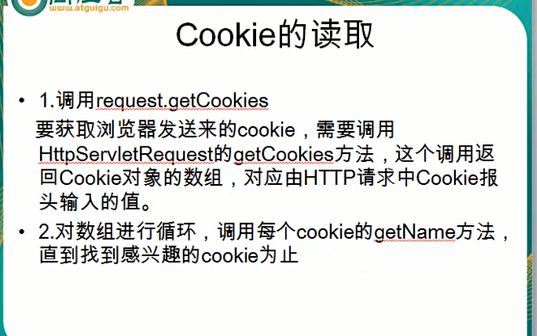 www.atguigu.com
Cookie的读取
• 1.调用request.getCookies
要获取浏览器发送来的cookie，需要调用
HttpServletRequest的getCookies方法，这个调用返
回Cookie对象的数组，对应由HTTP请求中Cookie报
头输入的值。
• 2.对数组进行循环，调用每个cookie的getName方法，
直到找到感兴趣的cookie为止